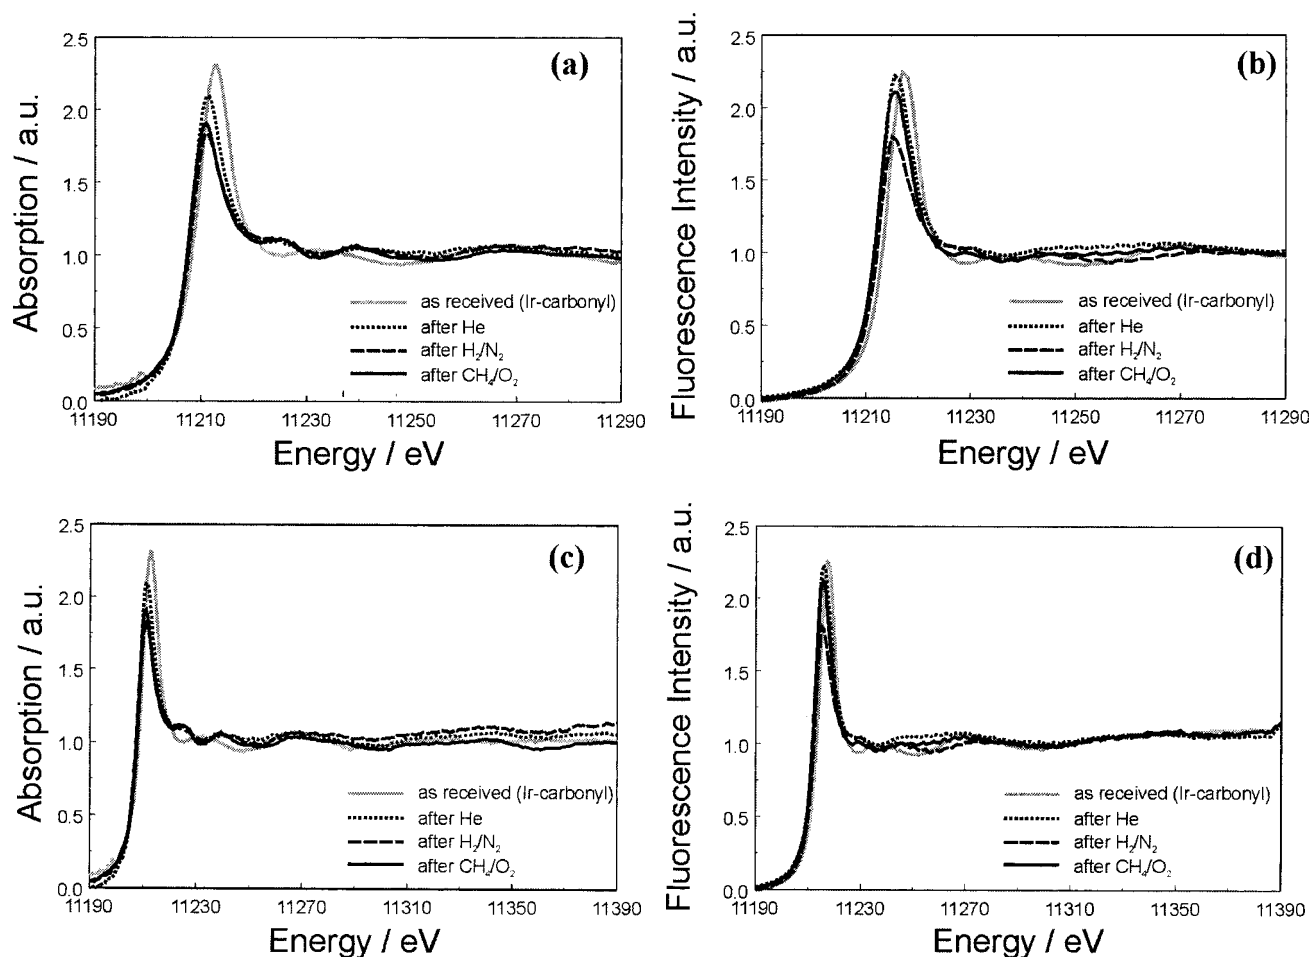 (a)
2.5
2.0
1.5
1.0
0.5
0.0
Absorption / a.u.
as received (Ir-carbonyl)
after He
after H₂/N₂
after CH₄/O₂
11190 11210 11230 11250 11270 11290
Energy / eV
(b)
2.5
2.0
1.5
1.0
0.5
0.0
Fluorescence Intensity / a.u.
as received (Ir-carbonyl)
after He
after H₂/N₂
after CH₄/O₂
11190 11210 11230 11250 11270 11290
Energy / eV
(c)
2.5
2.0
1.5
1.0
0.5
0.0
Absorption / a.u.
as received (Ir-carbonyl)
after He
after H₂/N₂
after CH₄/O₂
11190 11230 11270 11310 11350 11390
Energy / eV
(d)
2.5
2.0
1.5
1.0
0.5
0.0
Fluorescence Intensity / a.u.
as received (Ir-carbonyl)
after He
after H₂/N₂
after CH₄/O₂
11190 11230 11270 11310 11350 11390
Energy / eV